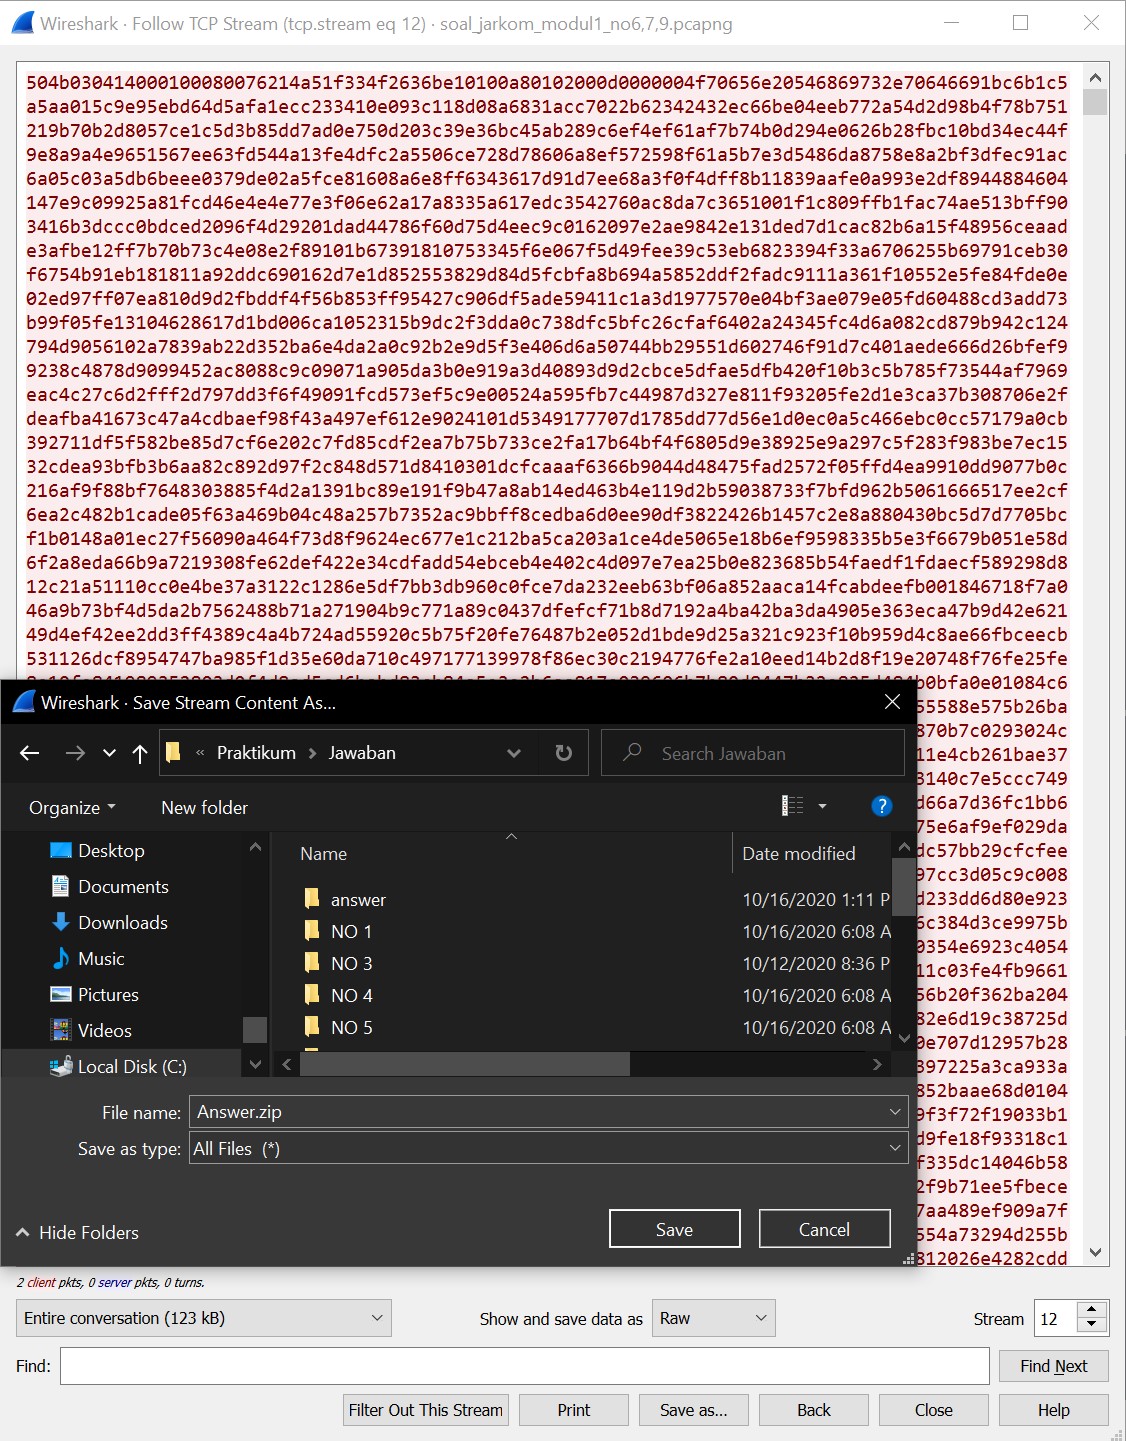 Wireshark · Follow TCP Stream (tcp.stream eq 12) · soal_jarkom_modul1_no6,7,9.pcapng
504b030414000100080076214a51f334f2636be10100a80102000d0000004f70656e20546869732e70646691bc6b1c5
a5aa015c9e95ebd64d5afa1ecc233410e093c118d08a6831acc7022b62342432ec66be04eeb772a54d2d98b4f78b751
219b70b2d8057ce1c5d3b85dd7ad0e750d203c39e36bc45ab289c6ef4ef61af7b74b0d294e0626b28fbc10bd34ec44f
9e8a9a4e9651567ee63fd544a13fe4dfc2a5506ce728d78606a8ef572598f61a5b7e3d5486da8758e8a2bf3dfec91ac
6a05c03a5db6beee0379de02a5fce81608a6e8ff6343617d91d7ee68a3f0f4dff8b11839aafe0a993e2df8944884604
147e9c09925a81fcd46e4e4e77e3f06e62a17a8335a617edc3542760ac8da7c3651001f1c809ffb1fac74ae513bff90
3416b3dccc0bdced2096f4d29201dad44786f60d75d4eec9c0162097e2ae9842e131ded7d1cac82b6a15f48956ceaad
e3afbe12ff7b70b73c4e08e2f89101b67391810753345f6e067f5d49fee39c53eb6823394f33a6706255b69791ceb30
f6754b91eb181811a92ddc690162d7e1d852553829d84d5fcbfa8b694a5852ddf2fadc9111a361f10552e5fe84fde0e
02ed97ff07ea810d9d2fbddf4f56b853ff95427c906df5ade59411c1a3d1977570e04bf3ae079e05fd60488cd3add73
b99f05fe13104628617d1bd006ca1052315b9dc2f3dda0c738dfc5bfc26cfaf6402a24345fc4d6a082cd879b942c124
794d9056102a7839ab22d352ba6e4da2a0c92b2e9d5f3e406d6a50744bb29551d602746f91d7c401aede666d26bfef9
9238c4878d9099452ac8088c9c09071a905da3b0e919a3d40893d9d2cbce5dfae5dfb420f10b3c5b785f73544af7969
eac4c27c6d2fff2d797dd3f6f49091fcd573ef5c9e00524a595fb7c44987d327e811f93205fe2d1e3ca37b308706e2f
deafba41673c47a4cdbaef98f43a497ef612e9024101d5349177707d1785dd77d56e1d0ec0a5c466ebc0cc57179a0cb
392711df5f582be85d7cf6e202c7fd85cdf2ea7b75b733ce2fa17b64bf4f6805d9e38925e9a297c5f283f983be7ec15
32cdea93bfb3b6aa82c892d97f2c848d571d8410301dcfcaaaf6366b9044d48475fad2572f05ffd4ea9910dd9077b0c
216af9f88bf7648303885f4d2a1391bc89e191f9b47a8ab14ed463b4e119d2b59038733f7bfd962b5061666517ee2cf
6ea2c482b1cade05f63a469b04c48a257b7352ac9bbff8cedba6d0ee90df3822426b1457c2e8a880430bc5d7d7705bc
f1b0148a01ec27f56090a464f73d8f9624ec677e1c212ba5ca203a1ce4de5065e18b6ef9598335b5e3f6679b051e58d
6f2a8eda66b9a7219308fe62def422e34cdfadd54ebceb4e402c4d097e7ea25b0e823685b54faedf1fdaecf589298d8
12c21a51110cc0e4be37a3122c1286e5df7bb3db960c0fce7da232eeb63bf06a852aaca14fcabdeefb001846718f7a0
46a9b73bf4d5da2b7562488b71a271904b9c771a89c0437dfefcf71b8d7192a4ba42ba3da4905e363eca47b9d42e621
49d4ef42ee2dd3ff4389c4a4b724ad55920c5b75f20fe76487b2e052d1bde9d25a321c923f10b959d4c8ae66fbceecb
531126dcf8954747ba985f1d35e60da710c497177139978f86ec30c2194776fe2a10eed14b2d8f19e20748f76fe25fe
b0bfa0e01084c6
55588e575b26ba
870b7c0293024c
11e4cb261bae37
3140c7e5ccc749
d66a7d36fc1bb6
75e6af9ef029da
dc57bb29cfcfee
97cc3d05c9c008
d233dd6d80e923
6c384d3ce9975b
0354e6923c4054
11c03fe4fb9661
56b20f362ba204
82e6d19c38725d
0e707d12957b28
397225a3ca933a
852baae68d0104
9f3f72f19033b1
d9fe18f93318c1
f335dc14046b58
2f9b71ee5fbece
7aa489ef909a7f
554a73294d255b
812026e4282cdd
Wireshark · Save Stream Content As...
« Praktikum › Jawaban
Search Jawaban
Organize
New folder
?
Desktop
Documents
Downloads
Music
Pictures
Videos
Local Disk (C:)
Name
Date modified
answer
10/16/2020 1:11 P
NO 1
10/16/2020 6:08 A
NO 3
10/12/2020 8:36 P
NO 4
10/16/2020 6:08 A
NO 5
10/16/2020 6:08 A
File name:
Answer.zip
Save as type:
All Files (*)
Hide Folders
Save
Cancel
2 client pkts, 0 server pkts, 0 turns.
Entire conversation (123 kB)
Show and save data as
Raw
Stream
12
Find:
Find Next
Filter Out This Stream
Print
Save as...
Back
Close
Help